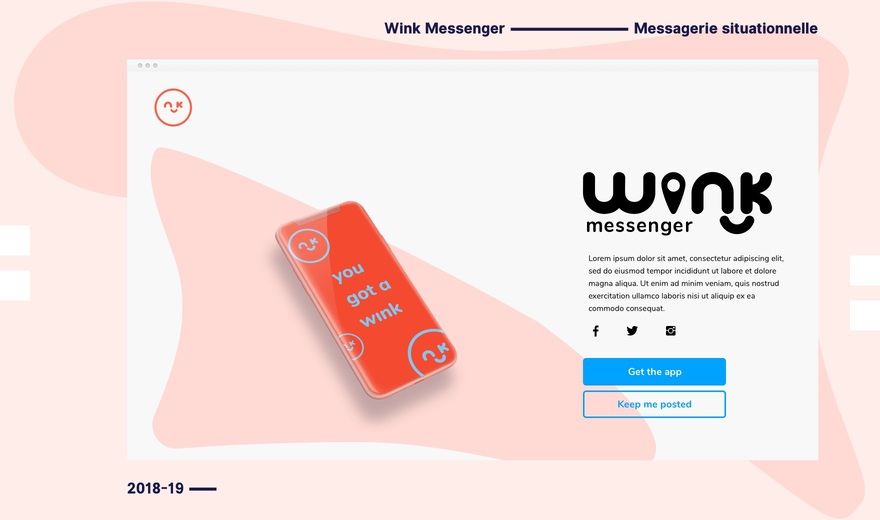 Wink Messenger
Messagerie situationnelle
wink
messenger
you
got a
wink
Lorem ipsum dolor sit amet, consectetur adipiscing elit,
sed do eiusmod tempor incididunt ut labore et dolore
magna aliqua. Ut enim ad minim veniam, quis nostrud
exercitation ullamco laboris nisi ut aliquip ex ea
commodo consequat.
Get the app
Keep me posted
2018-19